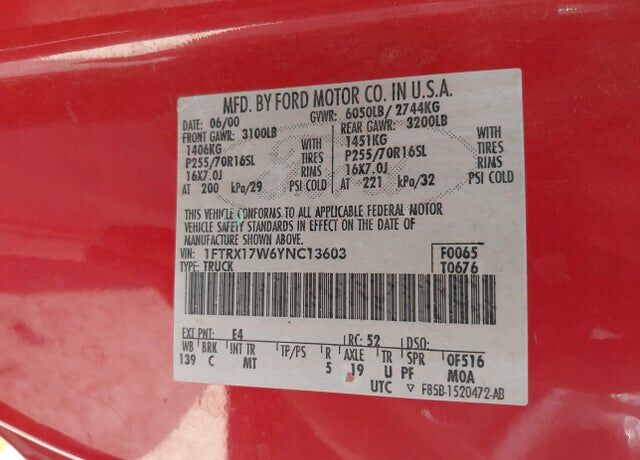 MFD. BY FORD MOTOR CO. IN U.S.A.
DATE: 06/00 GVWR: 6050LB/ 2744KG
FRONT GAWR: 3100LB REAR GAWR: 3200LB
1406KG WITH 1451KG WITH
P255/70R16SL TIRES P255/70R16SL TIRES
16X7.0J RIMS 16X7.0J RIMS
AT 200 kPa/29 PSI COLD AT 221 kPa/32 PSI COLD
THIS VEHICLE CONFORMS TO ALL APPLICABLE FEDERAL MOTOR
VEHICLE SAFETY STANDARDS IN EFFECT ON THE DATE OF
MANUFACTURE SHOWN ABOVE.
VIN: 1FTRX17W6YNC13603 F0065
TYPE: TRUCK T0676
EXT PNT: E4 RC: 52 DSO:
WB BRK INT TR TP/PS R AXLE TR SPR 0F516
139 C MT 5 19 U PF M0A
UTC ▽ F85B-1520472-AB